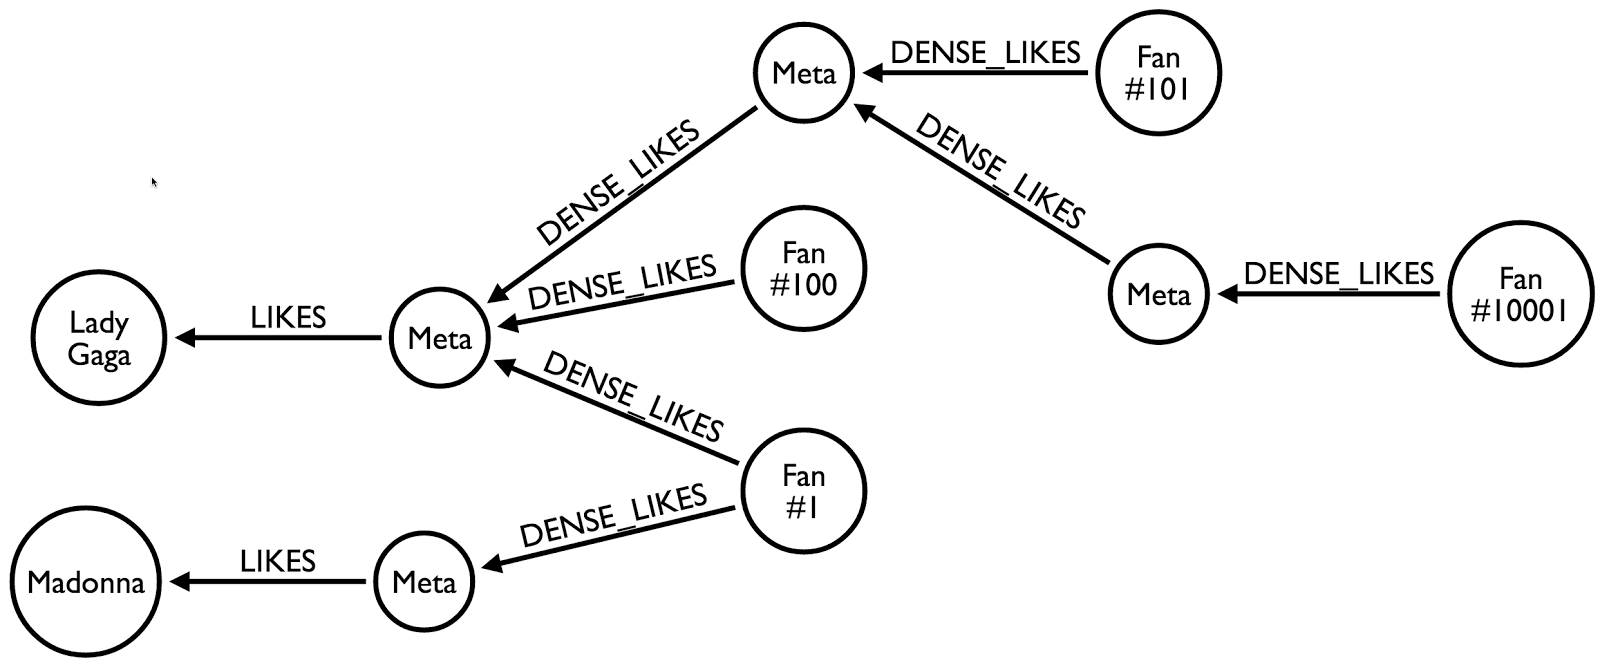 Meta
DENSE_LIKES
Fan
#101
DENSE_LIKES
DENSE_LIKES
Fan
#100
DENSE_LIKES
Lady
Gaga
LIKES
Meta
Meta
DENSE_LIKES
Fan
#10001
DENSE_LIKES
Fan
#1
DENSE_LIKES
Madonna
LIKES
Meta